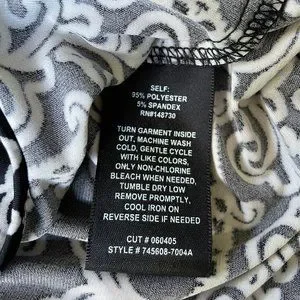 SELF:
95% POLYESTER
5% SPANDEX
RN#148730
TURN GARMENT INSIDE
OUT, MACHINE WASH
COLD, GENTLE CYCLE
WITH LIKE COLORS,
ONLY NON-CHLORINE
BLEACH WHEN NEEDED,
TUMBLE DRY LOW
REMOVE PROMPTLY,
COOL IRON ON
REVERSE SIDE IF NEEDED
CUT # 060405
STYLE # 745608-7004A